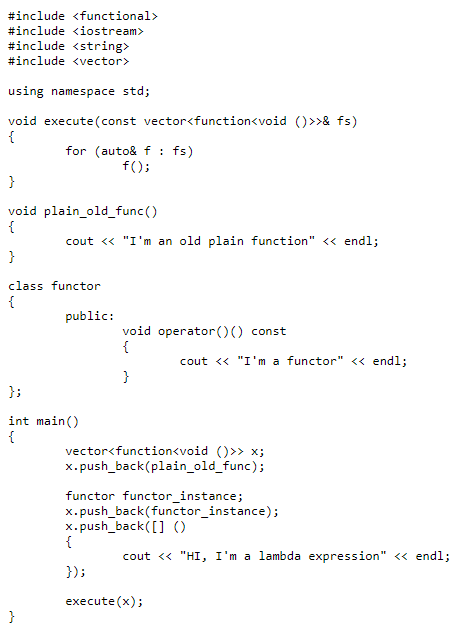 #include <functional>
#include <iostream>
#include <string>
#include <vector>

using namespace std;

void execute(const vector<function<void ()>>& fs)
{
        for (auto& f : fs)
                f();
}

void plain_old_func()
{
        cout << "I'm an old plain function" << endl;
}

class functor
{
        public:
                void operator()() const
                {
                        cout << "I'm a functor" << endl;
                }
};

int main()
{
        vector<function<void ()>> x;
        x.push_back(plain_old_func);

        functor functor_instance;
        x.push_back(functor_instance);
        x.push_back([] ()
        {
                cout << "HI, I'm a lambda expression" << endl;
        });

        execute(x);
}